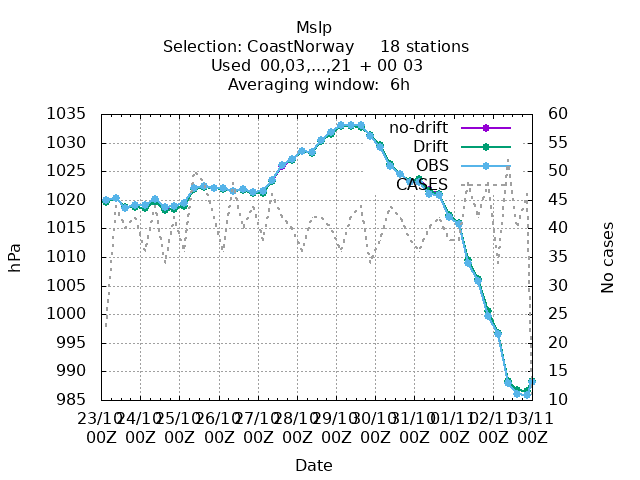 Mslp
Selection: CoastNorway 18 stations
Used 00,03,...,21 + 00 03
Averaging window: 6h
1035 60
1030 55
1025 50
1020 45
1015 40
1010 35
1005 30
1000 25
995 20
990 15
985 10
no-drift
Drift
OBS
CASES
hPa
No cases
23/10 24/10 25/10 26/10 27/10 28/10 29/10 30/10 31/10 01/11 02/11 03/11
00Z 00Z 00Z 00Z 00Z 00Z 00Z 00Z 00Z 00Z 00Z 00Z
Date